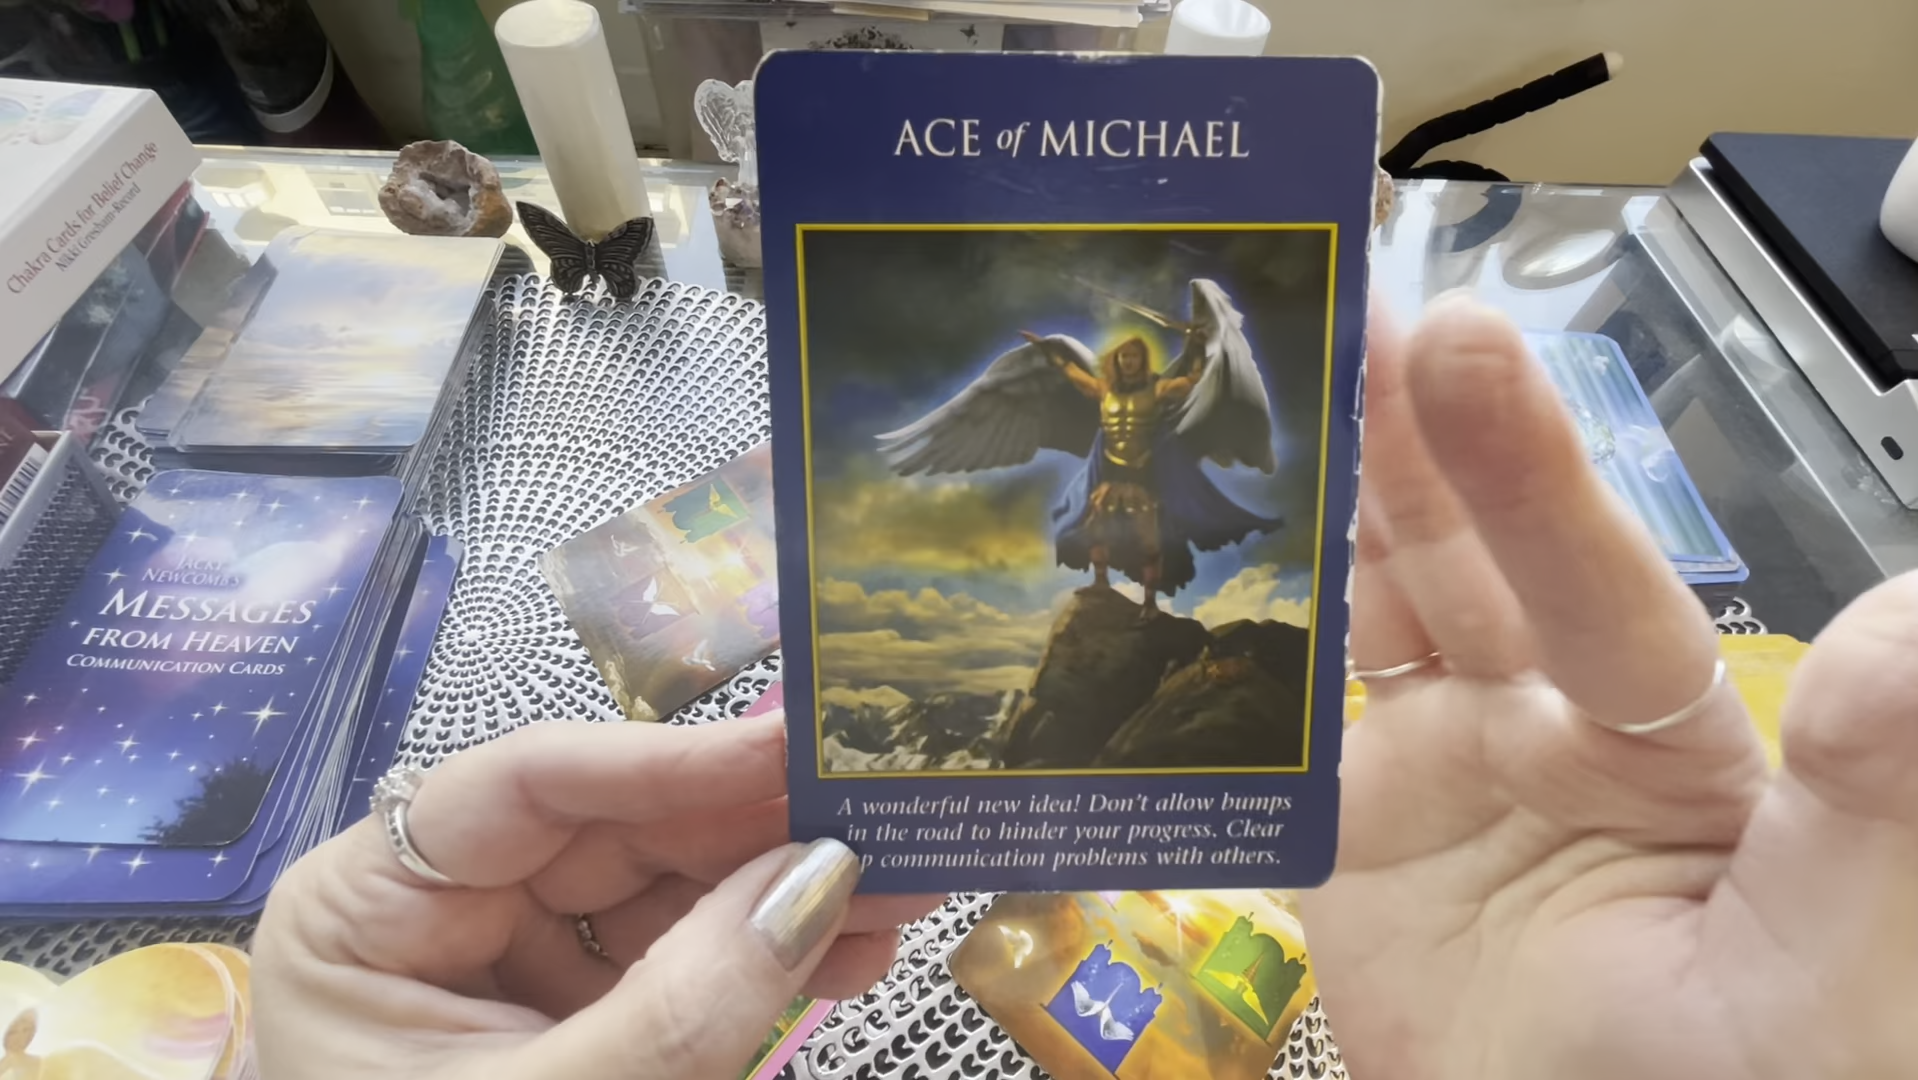 ACE of MICHAEL
A wonderful new idea! Don't allow bumps
in the road to hinder your progress. Clear
communication problems with others.
Chakra Cards for Belief Change
Nikki Gresham-Record
JACKY
NEWCOMB'S
MESSAGES
FROM HEAVEN
COMMUNICATION CARDS